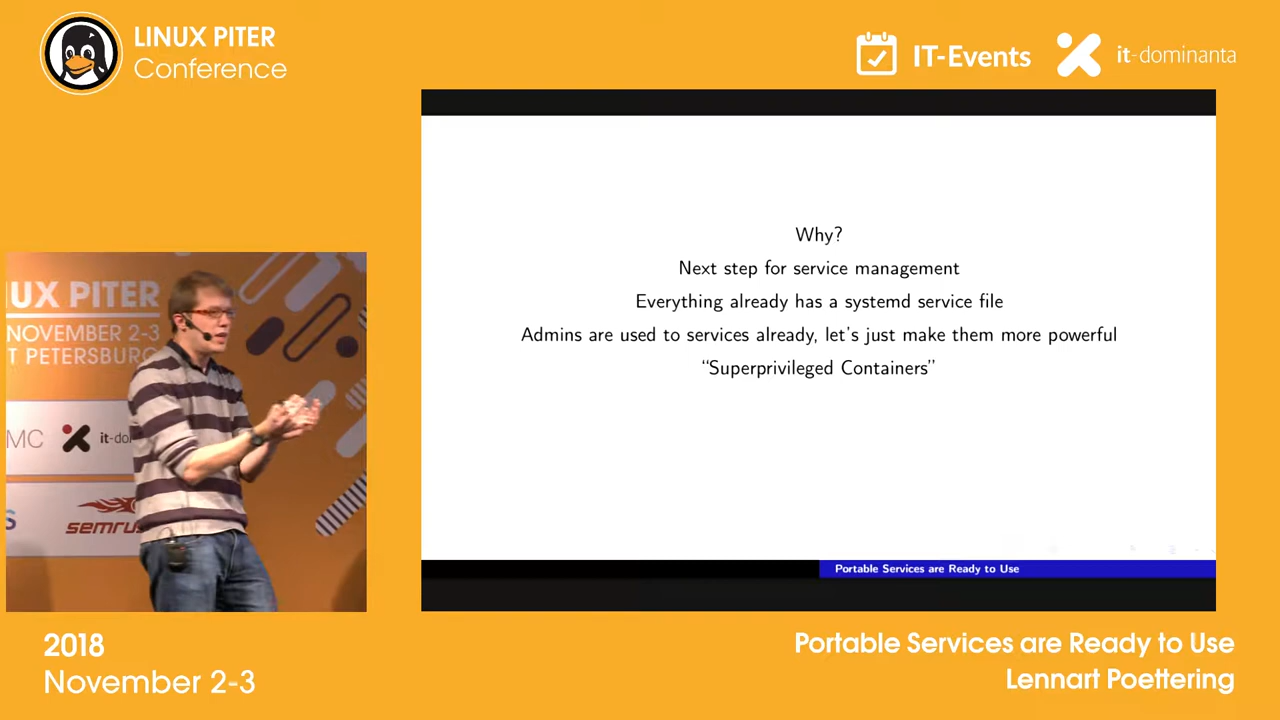 LINUX PITER
Conference
IT-Events
it-dominanta
Why?
Next step for service management
Everything already has a systemd service file
Admins are used to services already, let's just make them more powerful
“Superprivileged Containers”
Portable Services are Ready to Use
UX PITER
NOVEMBER 2-3
T PETERSBURG
MC
it-do
S
semrus
2018
November 2-3
Portable Services are Ready to Use
Lennart Poettering